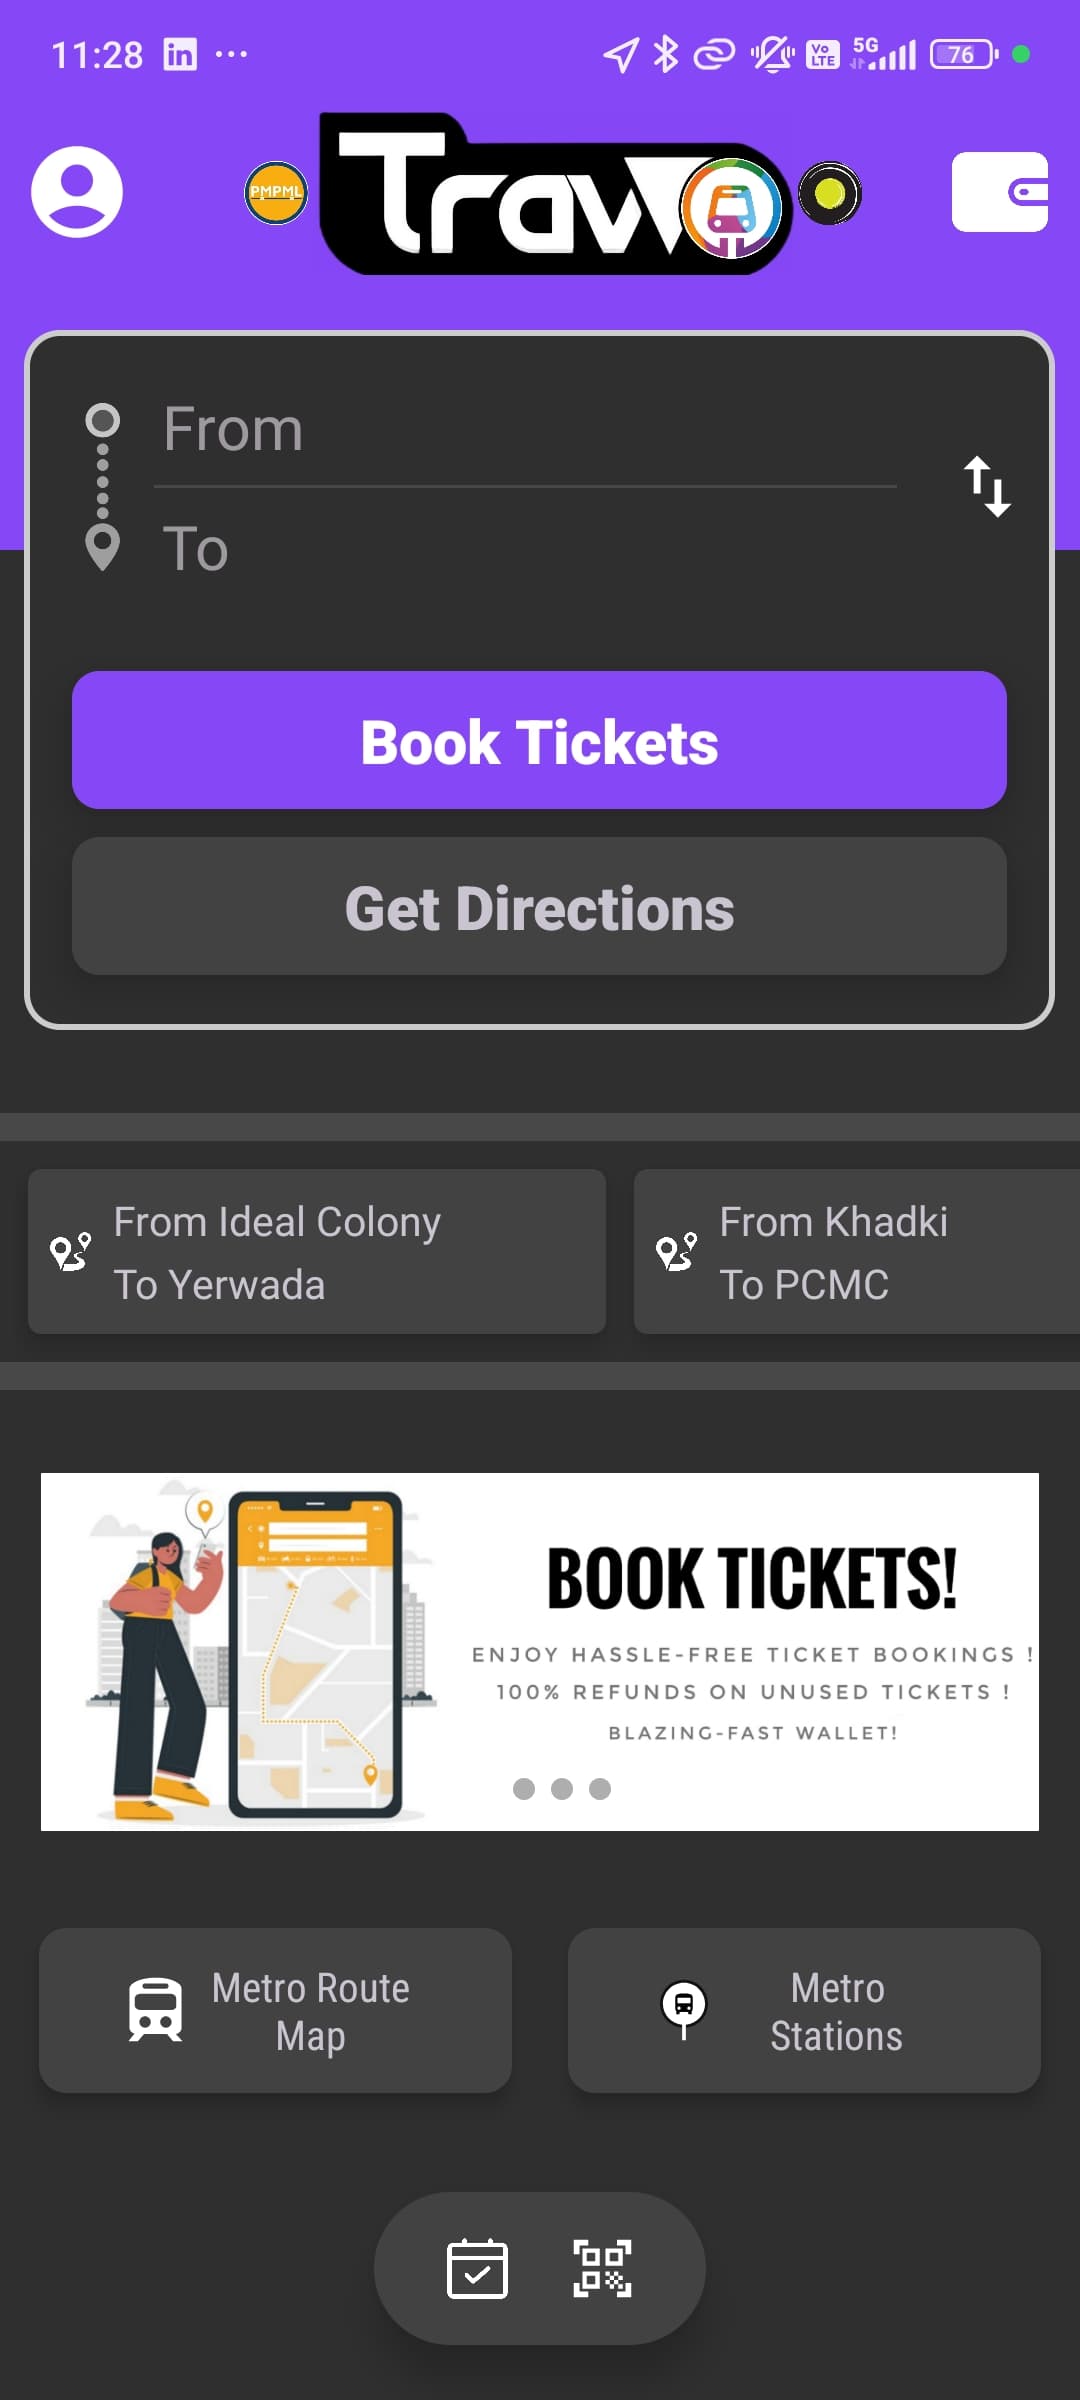 11:28
Vo LTE
5G
76
PMPML
Trav
From
To
Book Tickets
Get Directions
From Ideal Colony
To Yerwada
From Khadki
To PCMC
BOOK TICKETS!
ENJOY HASSLE-FREE TICKET BOOKINGS !
100% REFUNDS ON UNUSED TICKETS !
BLAZING-FAST WALLET!
Metro Route
Map
Metro
Stations